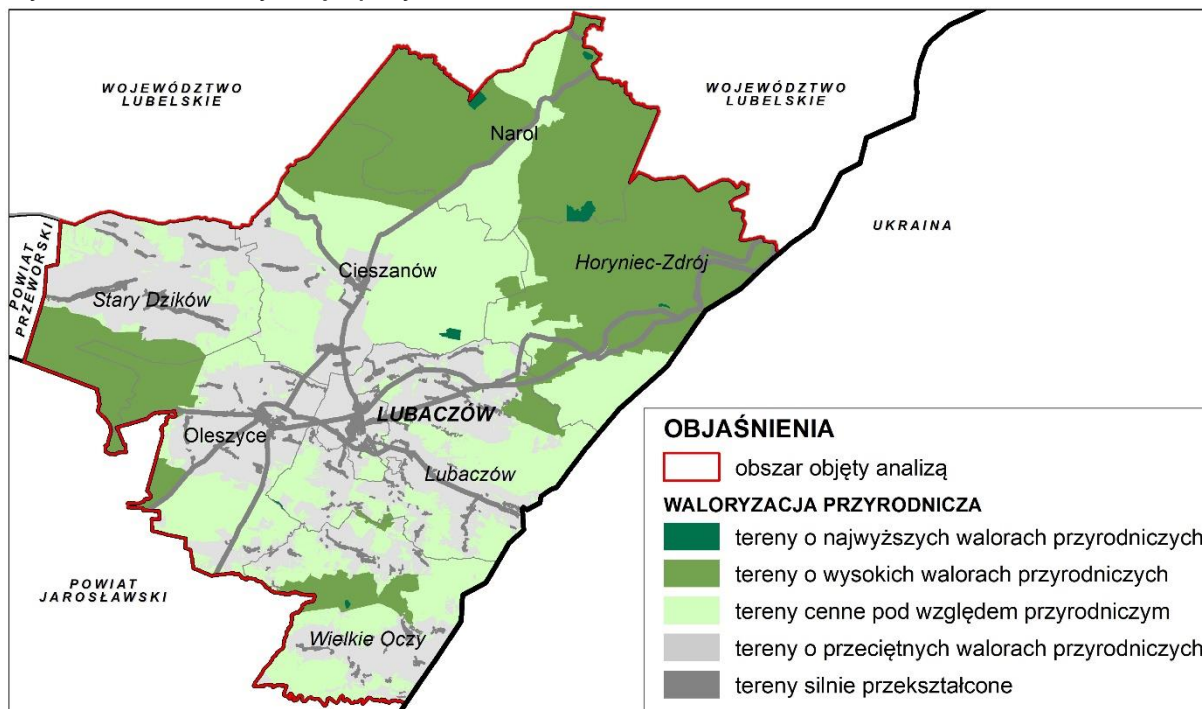 WOJEWÓDZTWO
LUBELSKIE
WOJEWÓDZTWO
LUBELSKIE
Narol
UKRAINA
POWIAT
PRZEWORSKI
Horyniec-Zdrój
Cieszanów
Stary Dzików
LUBACZÓW
Oleszyce
Lubaczów
POWIAT
JAROSŁAWSKI
Wielkie Oczy
OBJAŚNIENIA
obszar objęty analizą
WALORYZACJA PRZYRODNICZA
tereny o najwyższych walorach przyrodniczych
tereny o wysokich walorach przyrodniczych
tereny cenne pod względem przyrodniczym
tereny o przeciętnych walorach przyrodniczych
tereny silnie przekształcone